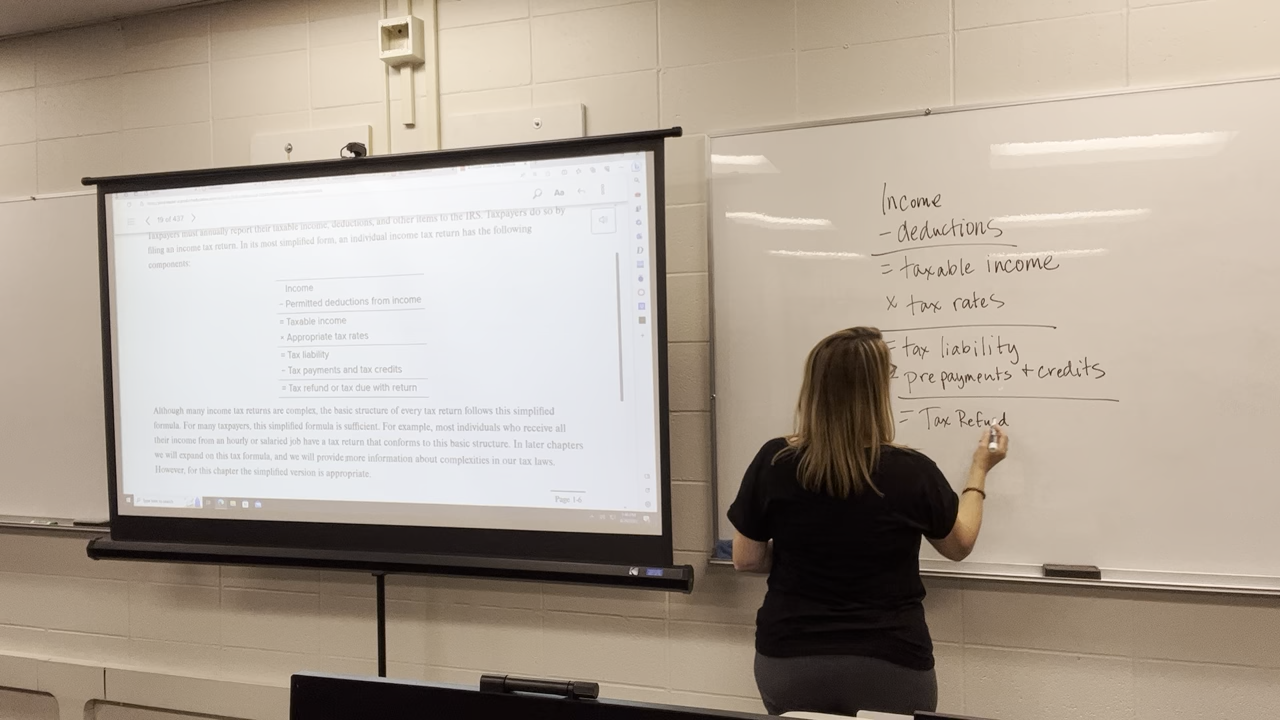 19 of 437
Aa
Taxpayers must annually report their taxable income, deductions, and other items to the IRS. Taxpayers do so by
filing an income tax return. In its most simplified form, an individual income tax return has the following
components:
Income
- Permitted deductions from income
= Taxable income
× Appropriate tax rates
= Tax liability
- Tax payments and tax credits
= Tax refund or tax due with return
Although many income tax returns are complex, the basic structure of every tax return follows this simplified
formula. For many taxpayers, this simplified formula is sufficient. For example, most individuals who receive all
their income from an hourly or salaried job have a tax return that conforms to this basic structure. In later chapters
we will expand on this tax formula, and we will provide more information about complexities in our tax laws.
However, for this chapter the simplified version is appropriate.
Page 1-6
Kodak
Income
- deductions
= taxable income
x tax rates
= tax liability
prepayments + credits
= Tax Refund